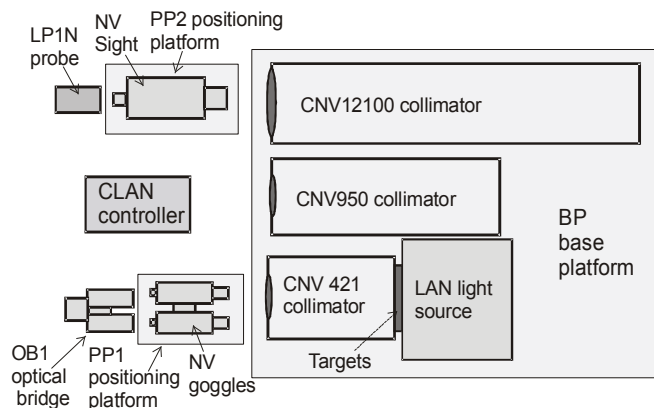 LP1N
probe
NV
Sight
PP2 positioning
platform
CNV12100 collimator
CLAN
controller
CNV950 collimator
BP
base
platform
CNV 421
collimator
LAN light
source
Targets
OB1
optical
bridge
PP1
positioning
platform
NV
goggles